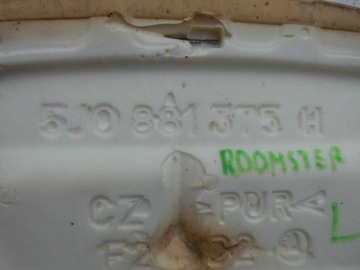 5J0 881 375 H
ROOMSTER
CZ >PUR<
L